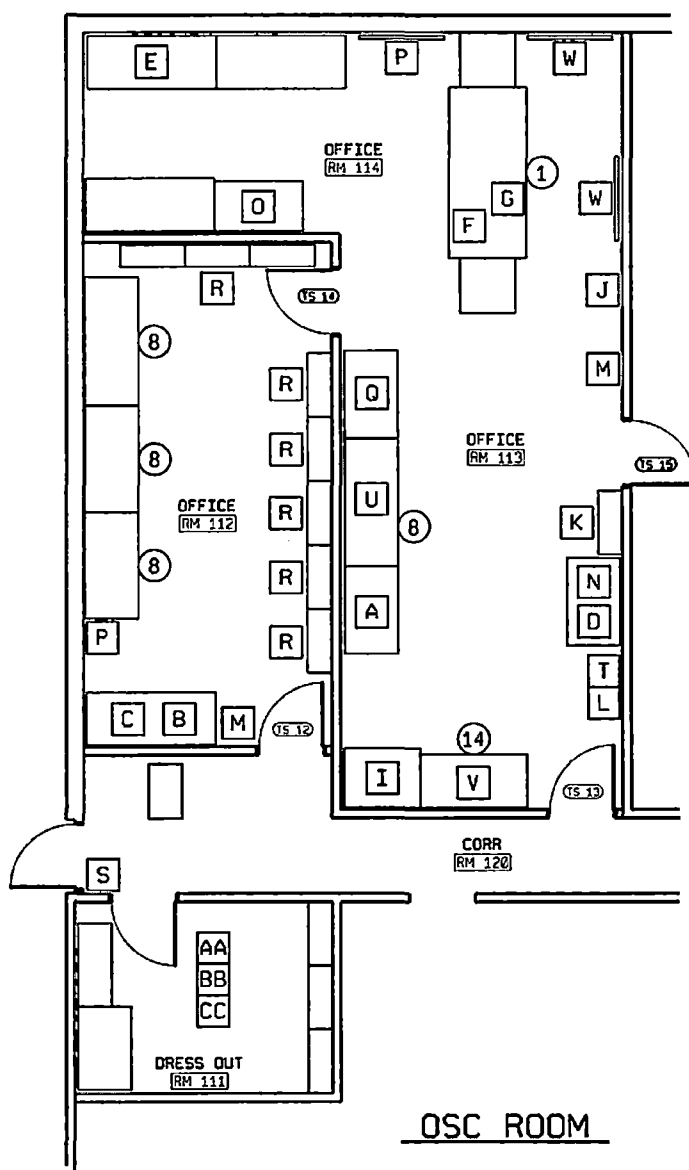 E
P
W
OFFICE
RM 114
1
O
G
W
F
R
TS 14
J
8
M
R
Q
OFFICE
RM 113
R
8
TS 15
OFFICE
RM 112
R
U
8
K
8
R
N
A
D
P
R
T
L
C B M
TS 12
14
I
V
TS 13
CORR
RM 120
S
AA
BB
CC
DRESS OUT
RM 111
OSC ROOM